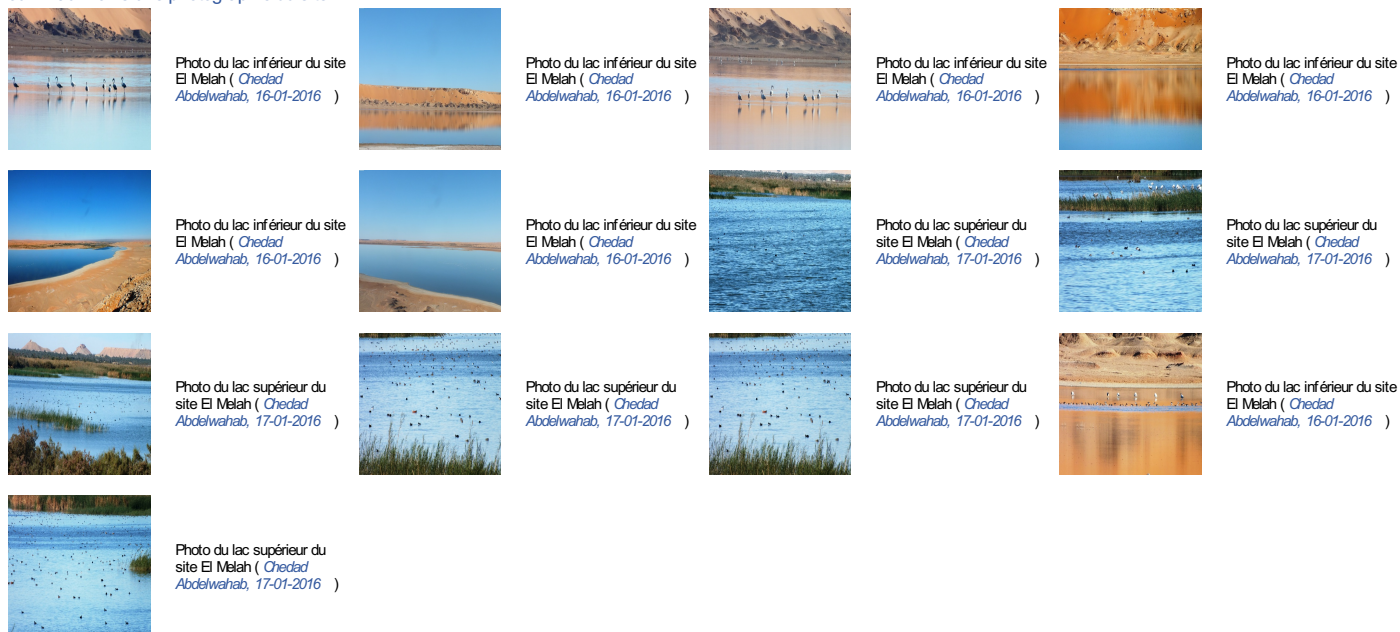 Photo du lac inférieur du site
El Melah ( Chedad
Abdelwahab, 16-01-2016 )
Photo du lac inférieur du site
El Melah ( Chedad
Abdelwahab, 16-01-2016 )
Photo du lac inférieur du site
El Melah ( Chedad
Abdelwahab, 16-01-2016 )
Photo du lac inférieur du site
El Melah ( Chedad
Abdelwahab, 16-01-2016 )
Photo du lac inférieur du site
El Melah ( Chedad
Abdelwahab, 16-01-2016 )
Photo du lac inférieur du site
El Melah ( Chedad
Abdelwahab, 16-01-2016 )
Photo du lac supérieur du
site El Melah ( Chedad
Abdelwahab, 17-01-2016 )
Photo du lac supérieur du
site El Melah ( Chedad
Abdelwahab, 17-01-2016 )
Photo du lac supérieur du
site El Melah ( Chedad
Abdelwahab, 17-01-2016 )
Photo du lac supérieur du
site El Melah ( Chedad
Abdelwahab, 17-01-2016 )
Photo du lac supérieur du
site El Melah ( Chedad
Abdelwahab, 17-01-2016 )
Photo du lac inférieur du site
El Melah ( Chedad
Abdelwahab, 16-01-2016 )
Photo du lac supérieur du
site El Melah ( Chedad
Abdelwahab, 17-01-2016 )